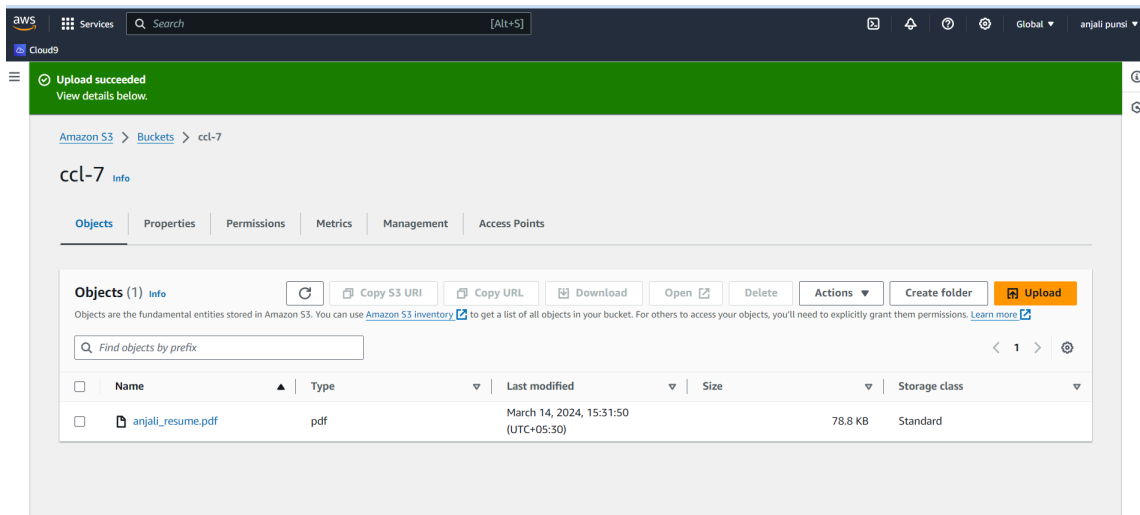 aws
Services
Search
[Alt+S]
Global
anjali punsi
Cloud9
Upload succeeded
View details below.
Amazon S3 > Buckets > ccl-7
ccl-7 Info
Objects
Properties
Permissions
Metrics
Management
Access Points
Objects (1) Info
Copy S3 URI
Copy URL
Download
Open
Delete
Actions
Create folder
Upload
Objects are the fundamental entities stored in Amazon S3. You can use Amazon S3 inventory to get a list of all objects in your bucket. For others to access your objects, you'll need to explicitly grant them permissions. Learn more
Find objects by prefix
< 1 >
Name
Type
Last modified
Size
Storage class
anjali_resume.pdf
pdf
March 14, 2024, 15:31:50
(UTC+05:30)
78.8 KB
Standard